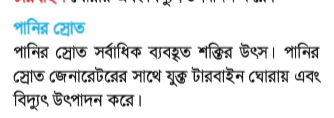 পানির স্রোত
পানির স্রোত সর্বাধিক ব্যবহৃত শক্তির উৎস। পানির
স্রোত জেনারেটরের সাথে যুক্ত টারবাইন ঘোরায় এবং
বিদ্যুৎ উৎপাদন করে।